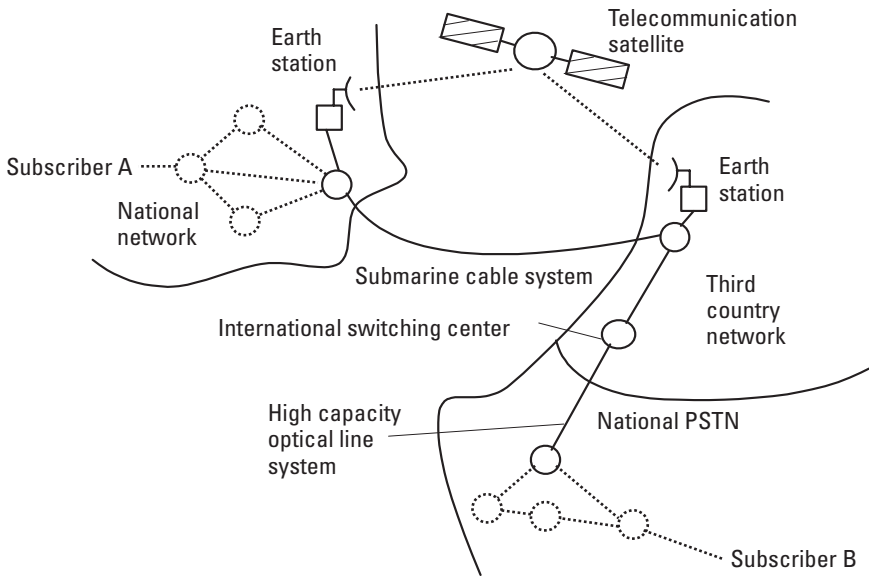 Telecommunication
satellite
Earth
station
Subscriber A
National
network
Earth
station
Submarine cable system
International switching center
Third
country
network
High capacity
optical line
system
National PSTN
Subscriber B